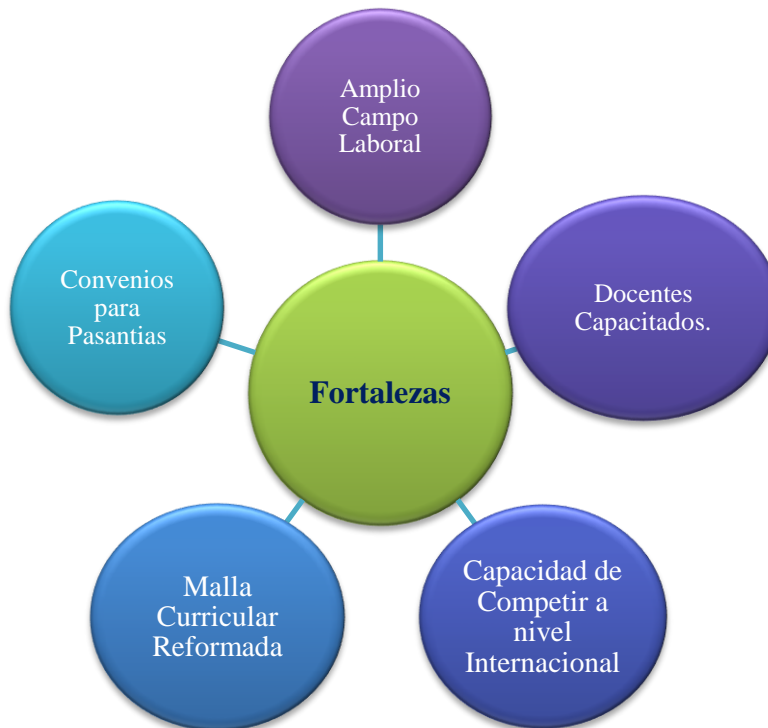 Amplio
Campo
Laboral
Convenios
para
Pasantias
Docentes
Capacitados.
Fortalezas
Malla
Curricular
Reformada
Capacidad de
Competir a
nivel
Internacional